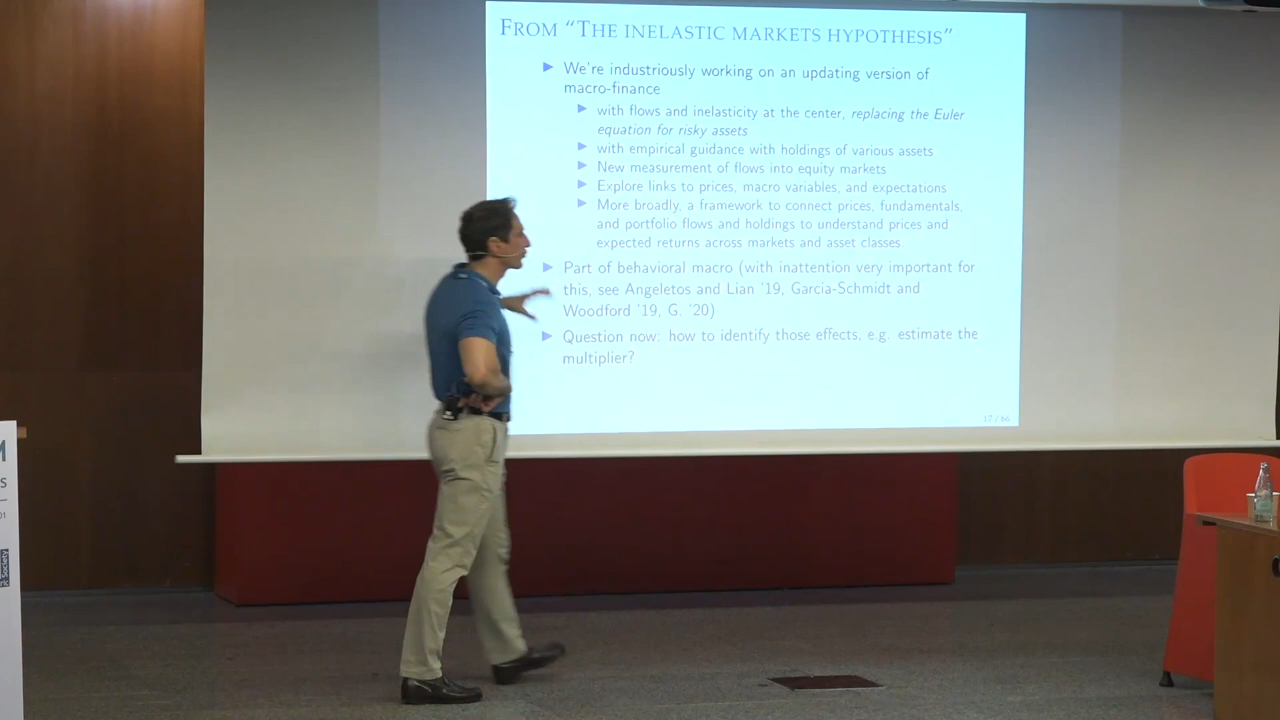 FROM "THE INELASTIC MARKETS HYPOTHESIS"
We're industriously working on an updating version of
macro-finance
with flows and inelasticity at the center, replacing the Euler
equation for risky assets
with empirical guidance with holdings of various assets
New measurement of flows into equity markets
Explore links to prices, macro variables, and expectations
More broadly, a framework to connect prices, fundamentals,
and portfolio flows and holdings to understand prices and
expected returns across markets and asset classes.
Part of behavioral macro (with inattention very important for
this, see Angeletos and Lian '19, Garcia-Schmidt and
Woodford '19, G. '20)
Question now: how to identify those effects, e.g. estimate the
multiplier?
17 / 66
M
S
01
Society